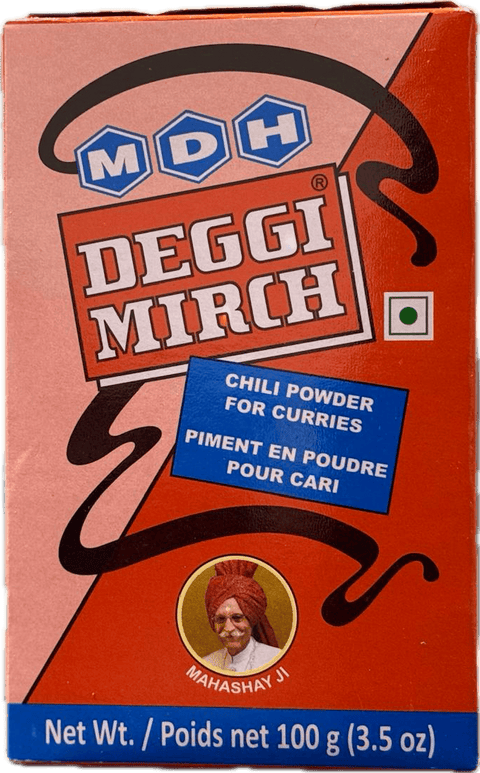 MDH
®
DEGGI
MIRCH
CHILI POWDER
FOR CURRIES
PIMENT EN POUDRE
POUR CARI
MAHASHAY JI
Net Wt. / Poids net 100 g (3.5 oz)